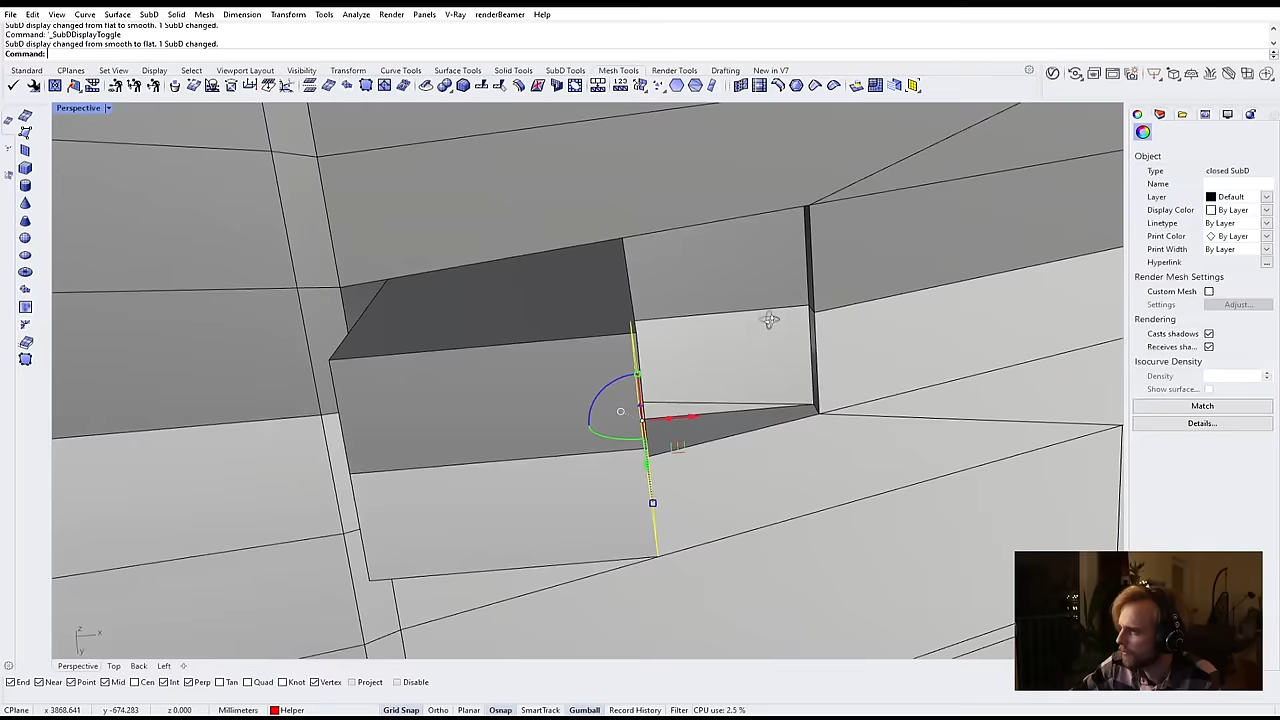 File Edit View Curve Surface SubD Solid Mesh Dimension Transform Tools Analyze Render Panels V-Ray renderBeamer Help
SubD display changed from flat to smooth. 1 SubD changed.
Command: '_SubDDisplayToggle
SubD display changed from smooth to flat. 1 SubD changed.
Command:
Standard CPlanes Set View Display Select Viewport Layout Visibility Transform Curve Tools Surface Tools Solid Tools SubD Tools Mesh Tools Render Tools Drafting New in V7
Perspective
Object
Type closed SubD
Name
Layer Default
Display Color By Layer
Linetype By Layer
Print Color By Layer
Print Width By Layer
Hyperlink ...
Render Mesh Settings
Custom Mesh
Settings Adjust...
Rendering
Casts shadows
Receives sha...
Isocurve Density
Density
Show surface...
Match
Details...
z x
y
Perspective Top Back Left
End Near Point Mid Cen Int Perp Tan Quad Knot Vertex Project Disable
CPlane x 3868.641 y -674.283 z 0.000 Millimeters Helper Grid Snap Ortho Planar Osnap SmartTrack Gumball Record History Filter CPU use: 2.5 %